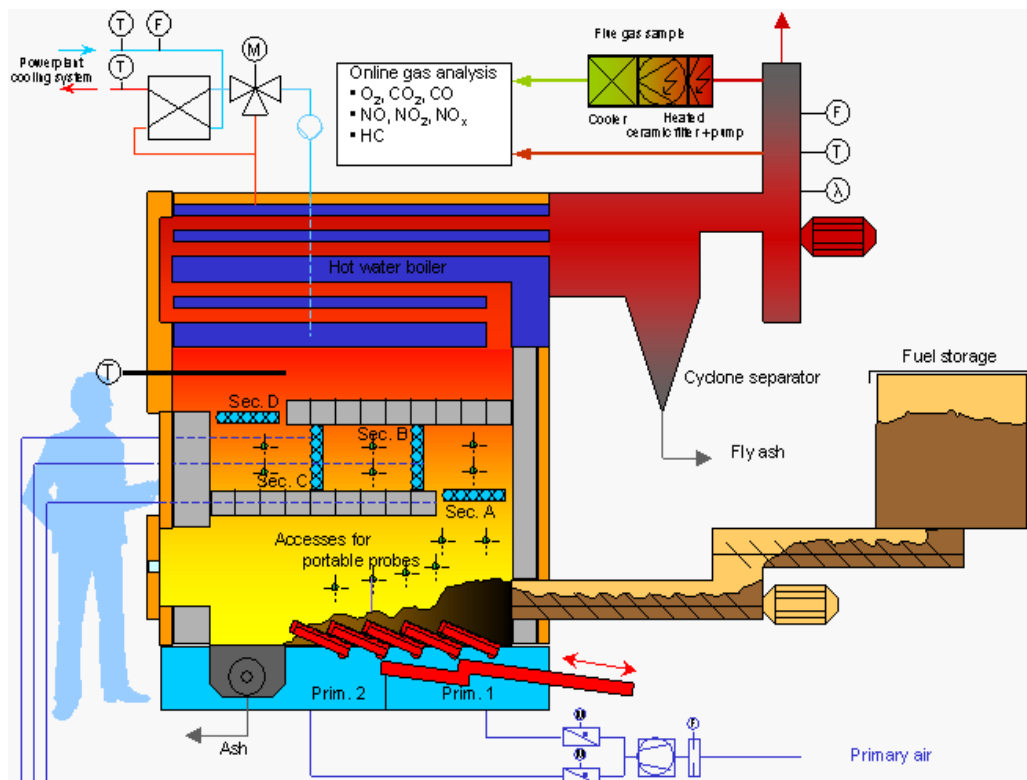 T
F
Powerplant
cooling system
T
M
Flue gas sample
Online gas analysis
▪ O₂, CO₂, CO
▪ NO, NO₂, NOₓ
▪ HC
Cooler
Heated
ceramic filter + pump
F
T
λ
Hot water boiler
T
Sec. D
Sec. B
Sec. C
Sec. A
Cyclone separator
Fuel storage
Fly ash
Accesses for
portable probes
Prim. 2
Prim. 1
Ash
F
Primary air